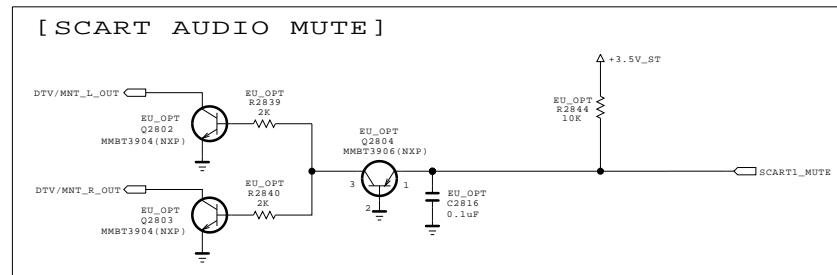 [SCART AUDIO MUTE]
+3.5V_ST
DTV/MNT_L_OUT
EU_OPT
R2839
2K
EU_OPT
Q2802
MMBT3904(NXP)
EU_OPT
R2844
10K
EU_OPT
Q2804
MMBT3906(NXP)
3
1
2
SCART1_MUTE
DTV/MNT_R_OUT
EU_OPT
R2840
2K
EU_OPT
Q2803
MMBT3904(NXP)
EU_OPT
C2816
0.1uF